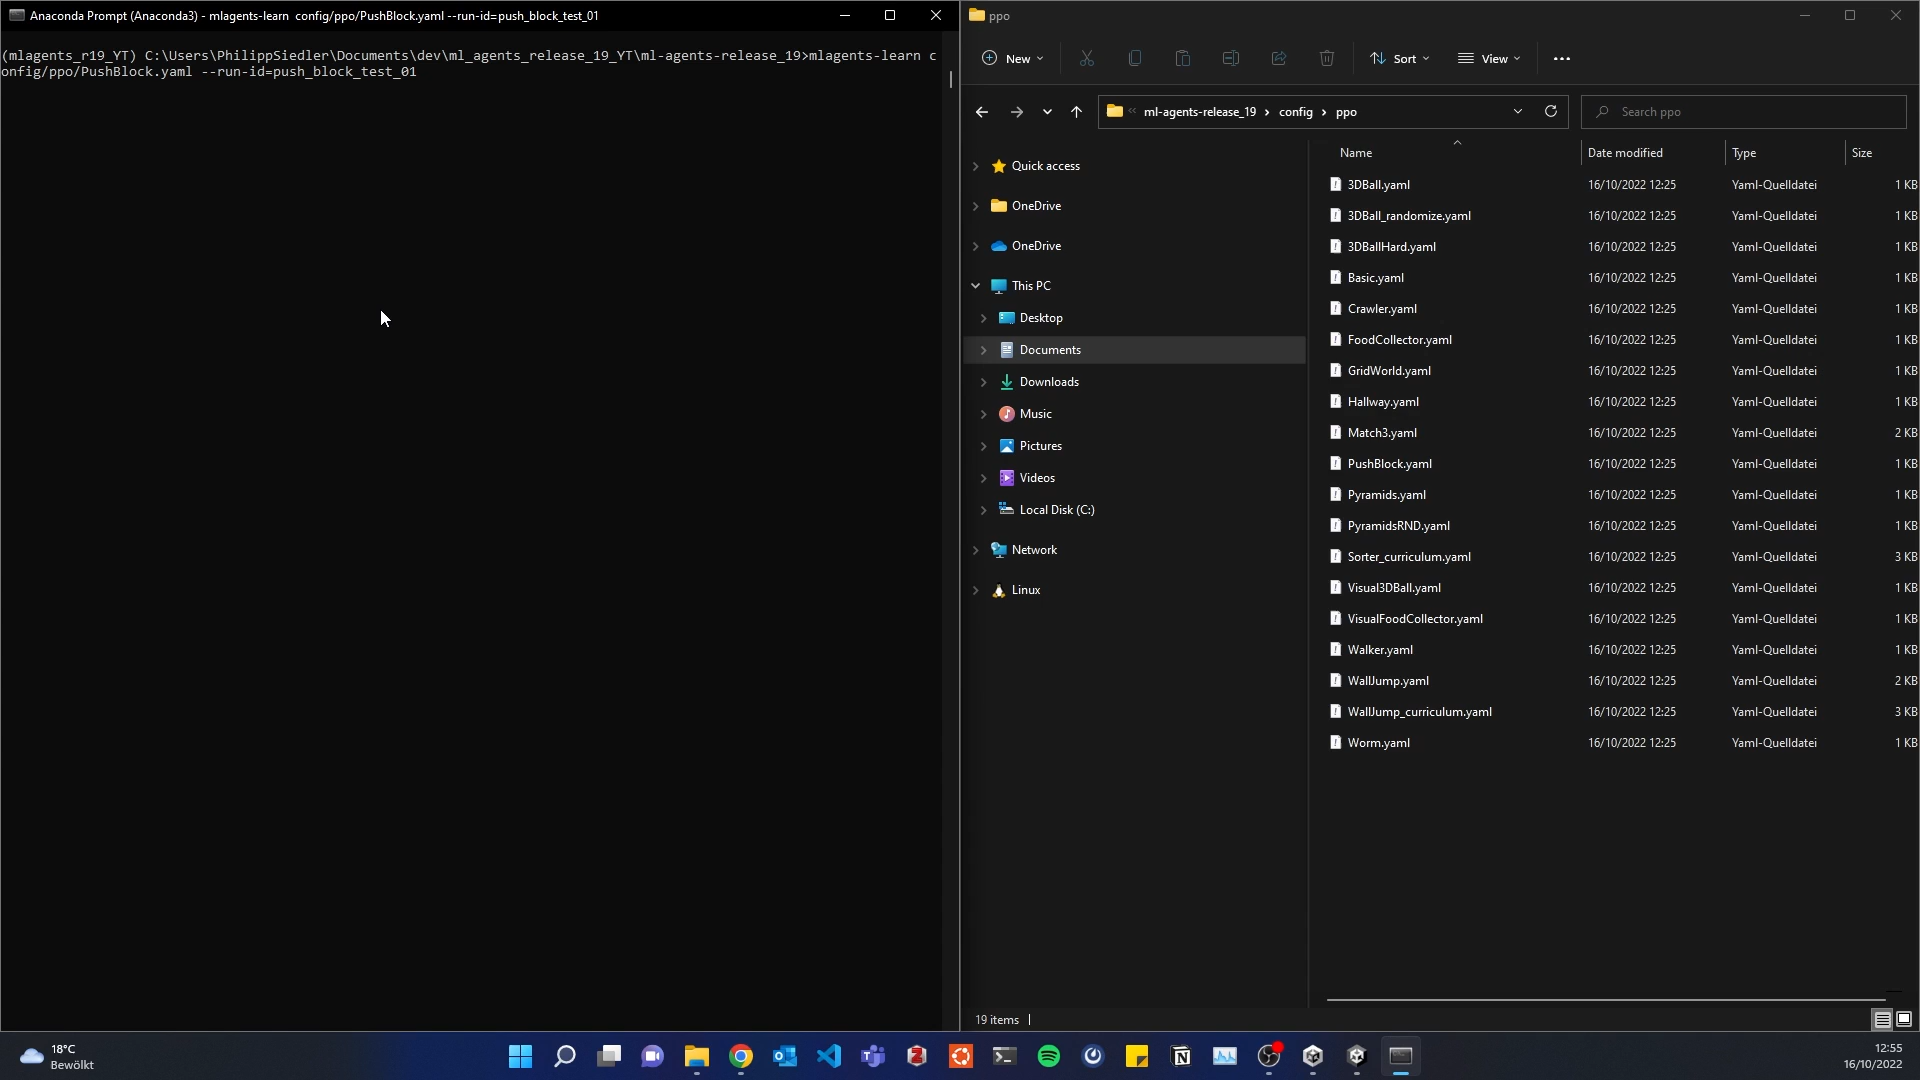 Anaconda Prompt (Anaconda3) - mlagents-learn  config/ppo/PushBlock.yaml --run-id=push_block_test_01
(mlagents_r19_YT) C:\Users\PhilippSiedler\Documents\dev\ml_agents_release_19_YT\ml-agents-release_19>mlagents-learn c
onfig/ppo/PushBlock.yaml --run-id=push_block_test_01
ppo
New
Sort
View
ml-agents-release_19
config
ppo
Search ppo
Quick access
OneDrive
OneDrive
This PC
Desktop
Documents
Downloads
Music
Pictures
Videos
Local Disk (C:)
Network
Linux
Name Date modified Type Size
3DBall.yaml 16/10/2022 12:25 Yaml-Quelldatei 1 KB
3DBall_randomize.yaml 16/10/2022 12:25 Yaml-Quelldatei 1 KB
3DBallHard.yaml 16/10/2022 12:25 Yaml-Quelldatei 1 KB
Basic.yaml 16/10/2022 12:25 Yaml-Quelldatei 1 KB
Crawler.yaml 16/10/2022 12:25 Yaml-Quelldatei 1 KB
FoodCollector.yaml 16/10/2022 12:25 Yaml-Quelldatei 1 KB
GridWorld.yaml 16/10/2022 12:25 Yaml-Quelldatei 1 KB
Hallway.yaml 16/10/2022 12:25 Yaml-Quelldatei 1 KB
Match3.yaml 16/10/2022 12:25 Yaml-Quelldatei 2 KB
PushBlock.yaml 16/10/2022 12:25 Yaml-Quelldatei 1 KB
Pyramids.yaml 16/10/2022 12:25 Yaml-Quelldatei 1 KB
PyramidsRND.yaml 16/10/2022 12:25 Yaml-Quelldatei 1 KB
Sorter_curriculum.yaml 16/10/2022 12:25 Yaml-Quelldatei 3 KB
Visual3DBall.yaml 16/10/2022 12:25 Yaml-Quelldatei 1 KB
VisualFoodCollector.yaml 16/10/2022 12:25 Yaml-Quelldatei 1 KB
Walker.yaml 16/10/2022 12:25 Yaml-Quelldatei 1 KB
WallJump.yaml 16/10/2022 12:25 Yaml-Quelldatei 2 KB
WallJump_curriculum.yaml 16/10/2022 12:25 Yaml-Quelldatei 3 KB
Worm.yaml 16/10/2022 12:25 Yaml-Quelldatei 1 KB
19 items
18°C
Bewölkt
12:55
16/10/2022